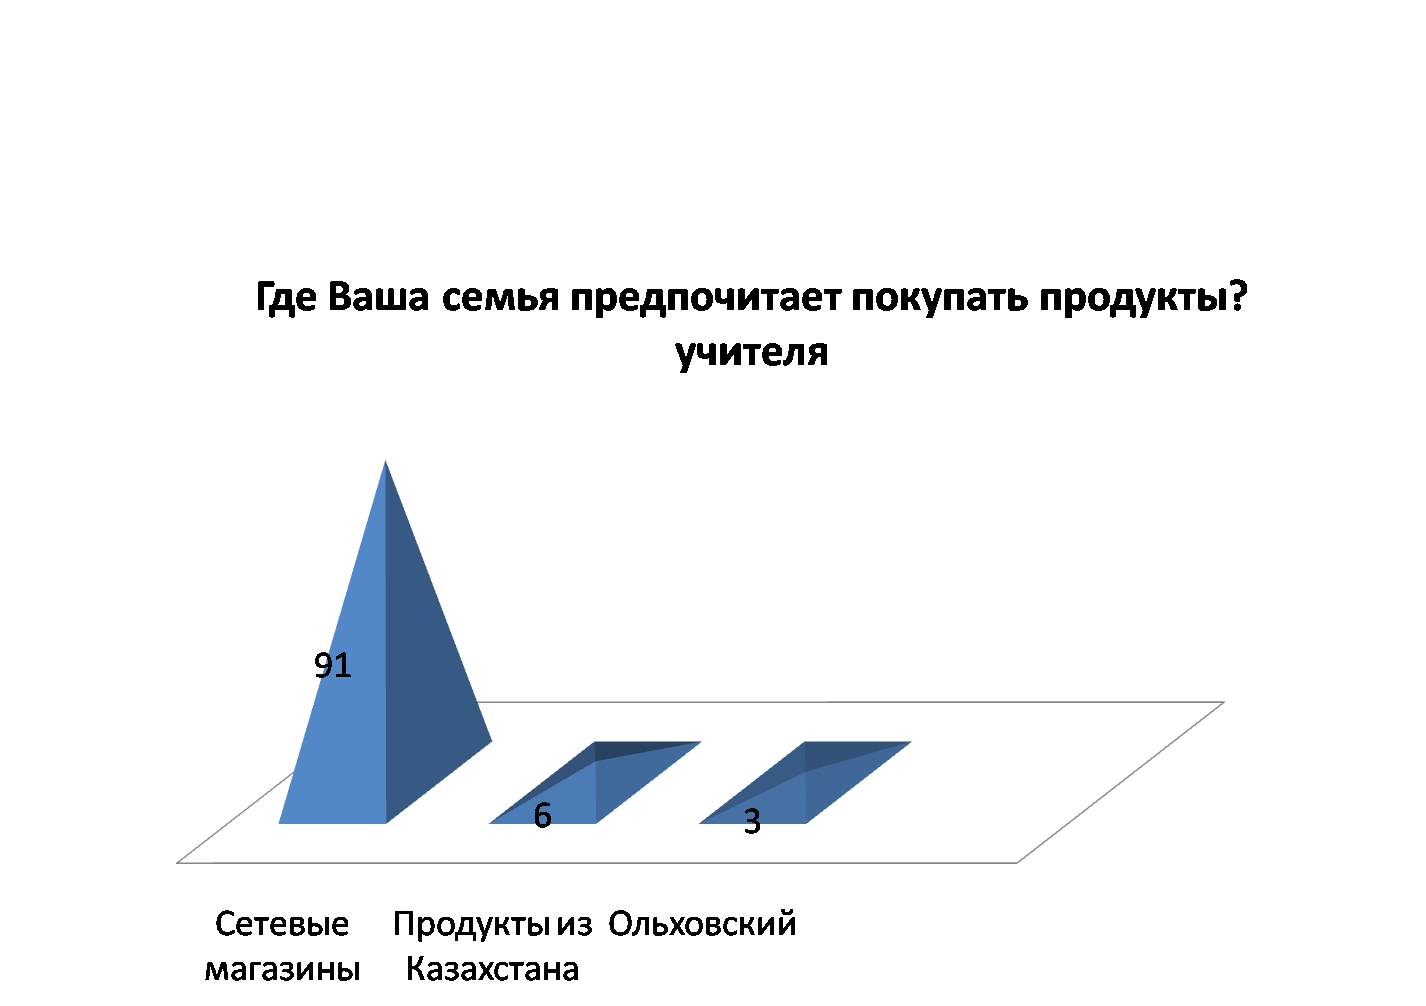 Где Ваша семья предпочитает покупать продукты?
учителя
91
6
3
Сетевые
магазины
Продукты из
Казахстана
Ольховский